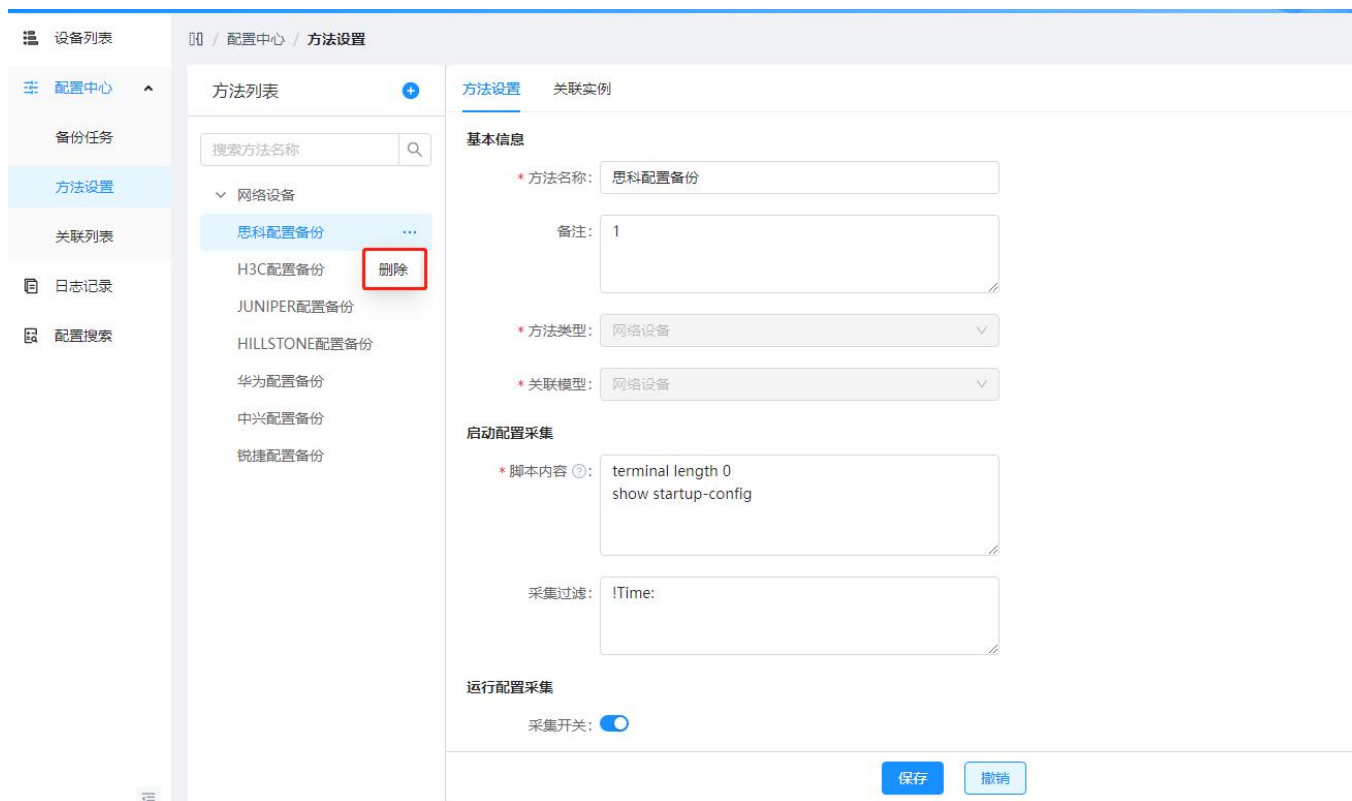 设备列表
配置中心
备份任务
方法设置
关联列表
日志记录
配置搜索
/ 配置中心 / 方法设置
方法列表
搜索方法名称
网络设备
思科配置备份 ···
H3C配置备份
删除
JUNIPER配置备份
HILLSTONE配置备份
华为配置备份
中兴配置备份
锐捷配置备份
方法设置 关联实例
基本信息
* 方法名称: 思科配置备份
备注: 1
* 方法类型: 网络设备
* 关联模型: 网络设备
启动配置采集
* 脚本内容 ?: terminal length 0
show startup-config
采集过滤: !Time:
运行配置采集
采集开关:
保存 撤销